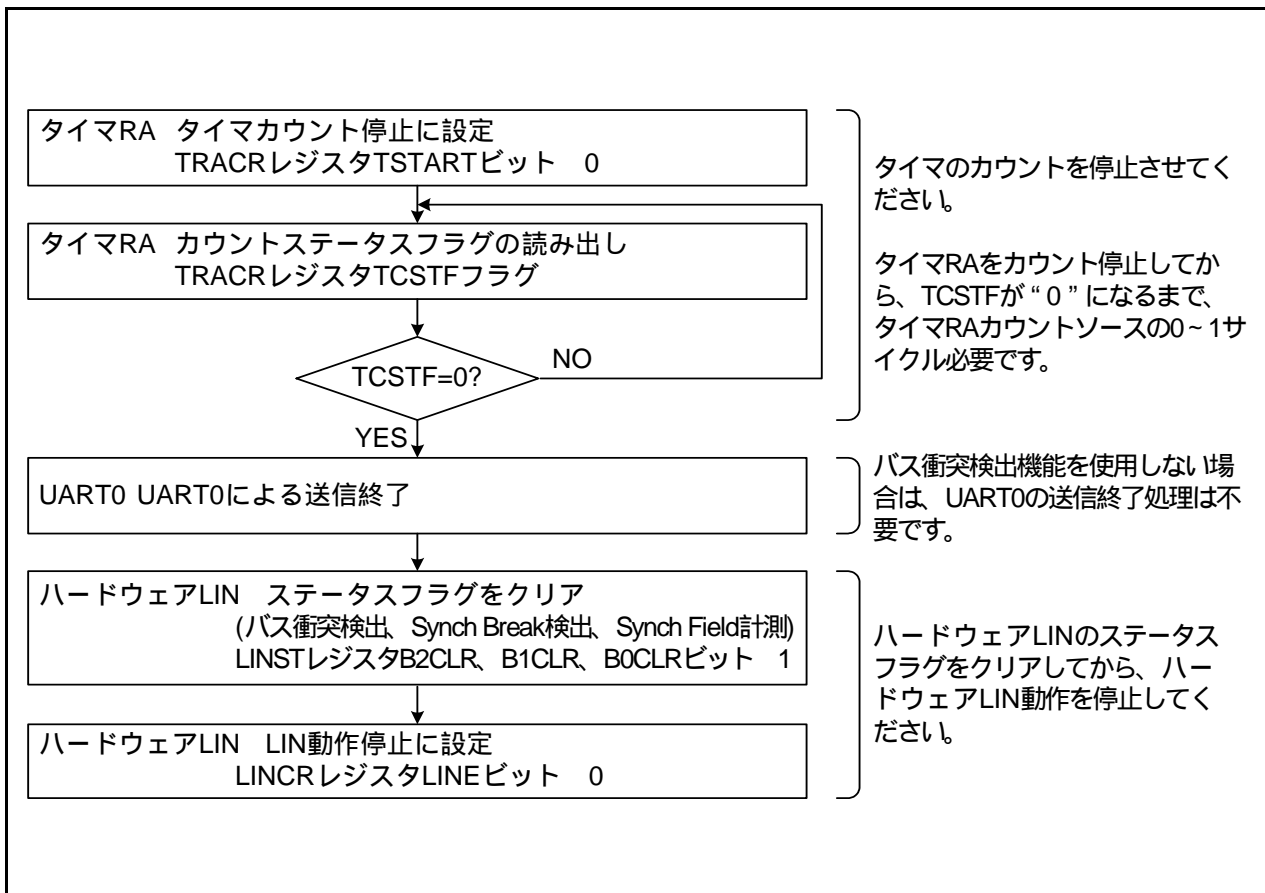 タイマRA タイマカウント停止に設定
TRACRレジスタTSTARTビット 0
タイマRA カウントステータスフラグの読み出し
TRACRレジスタTCSTFフラグ
TCSTF=0?
NO
YES
UART0 UART0による送信終了
ハードウェアLIN ステータスフラグをクリア
(バス衝突検出、Synch Break検出、Synch Field計測)
LINSTレジスタB2CLR、B1CLR、B0CLRビット 1
ハードウェアLIN LIN動作停止に設定
LINCRレジスタLINEビット 0
タイマのカウントを停止させてく
ださい。
タイマRAをカウント停止してか
ら、TCSTFが“0”になるまで、
タイマRAカウントソースの0~1サ
イクル必要です。
バス衝突検出機能を使用しない場
合は、UART0の送信終了処理は不
要です。
ハードウェアLINのステータス
フラグをクリアしてから、ハー
ドウェアLIN動作を停止してく
ださい。